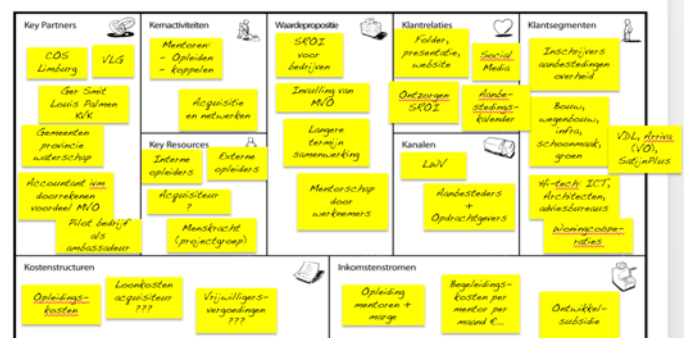 Key Partners
COS
Limburg
VLG
Ger Smit
Louis Palmen
KVK
Gemeenten
provincie
waterschap
Accountant ivm
doorrekenen
voordeel MVO
Pilot bedrijf
als
ambassadeur
Kernactiviteiten
Mentoren:
- Opleiden
- koppelen
Acquisitie
en netwerken
Key Resources
Interne
opleiders
Externe
opleiders
Acquisiteur
?
Menskracht
(projectgroep)
Waardepropositie
SROI
voor
bedrijven
Invulling van
MVO
Langere
termijn
samenwerking
Mentorschap
door
werknemers
Klantrelaties
Folder,
presentatie,
website
Social
Media
Ontzorgen
SROI
Aanbe-
stedings-
kalender
Kanalen
LWV
Aanbesteders
+
Opdrachtgevers
Klantsegmenten
Inschrijvers
aanbestedingen
overheid
Bouw,
wegenbouw,
infra,
schoonmaak,
groen
VDL, Arriva
(VO),
SatijnPlus
Hi-tech: ICT,
Architecten,
adviesbureaus
Woningcoöpe-
raties
Kostenstructuren
Opleidings-
kosten
Loonkosten
acquisiteur
???
Vrijwilligers-
vergoedingen
???
Inkomstenstromen
Opleiding
mentoren +
marge
Begeleidings-
kosten per
mentor per
maand €...
Ontwikkel-
subsidie